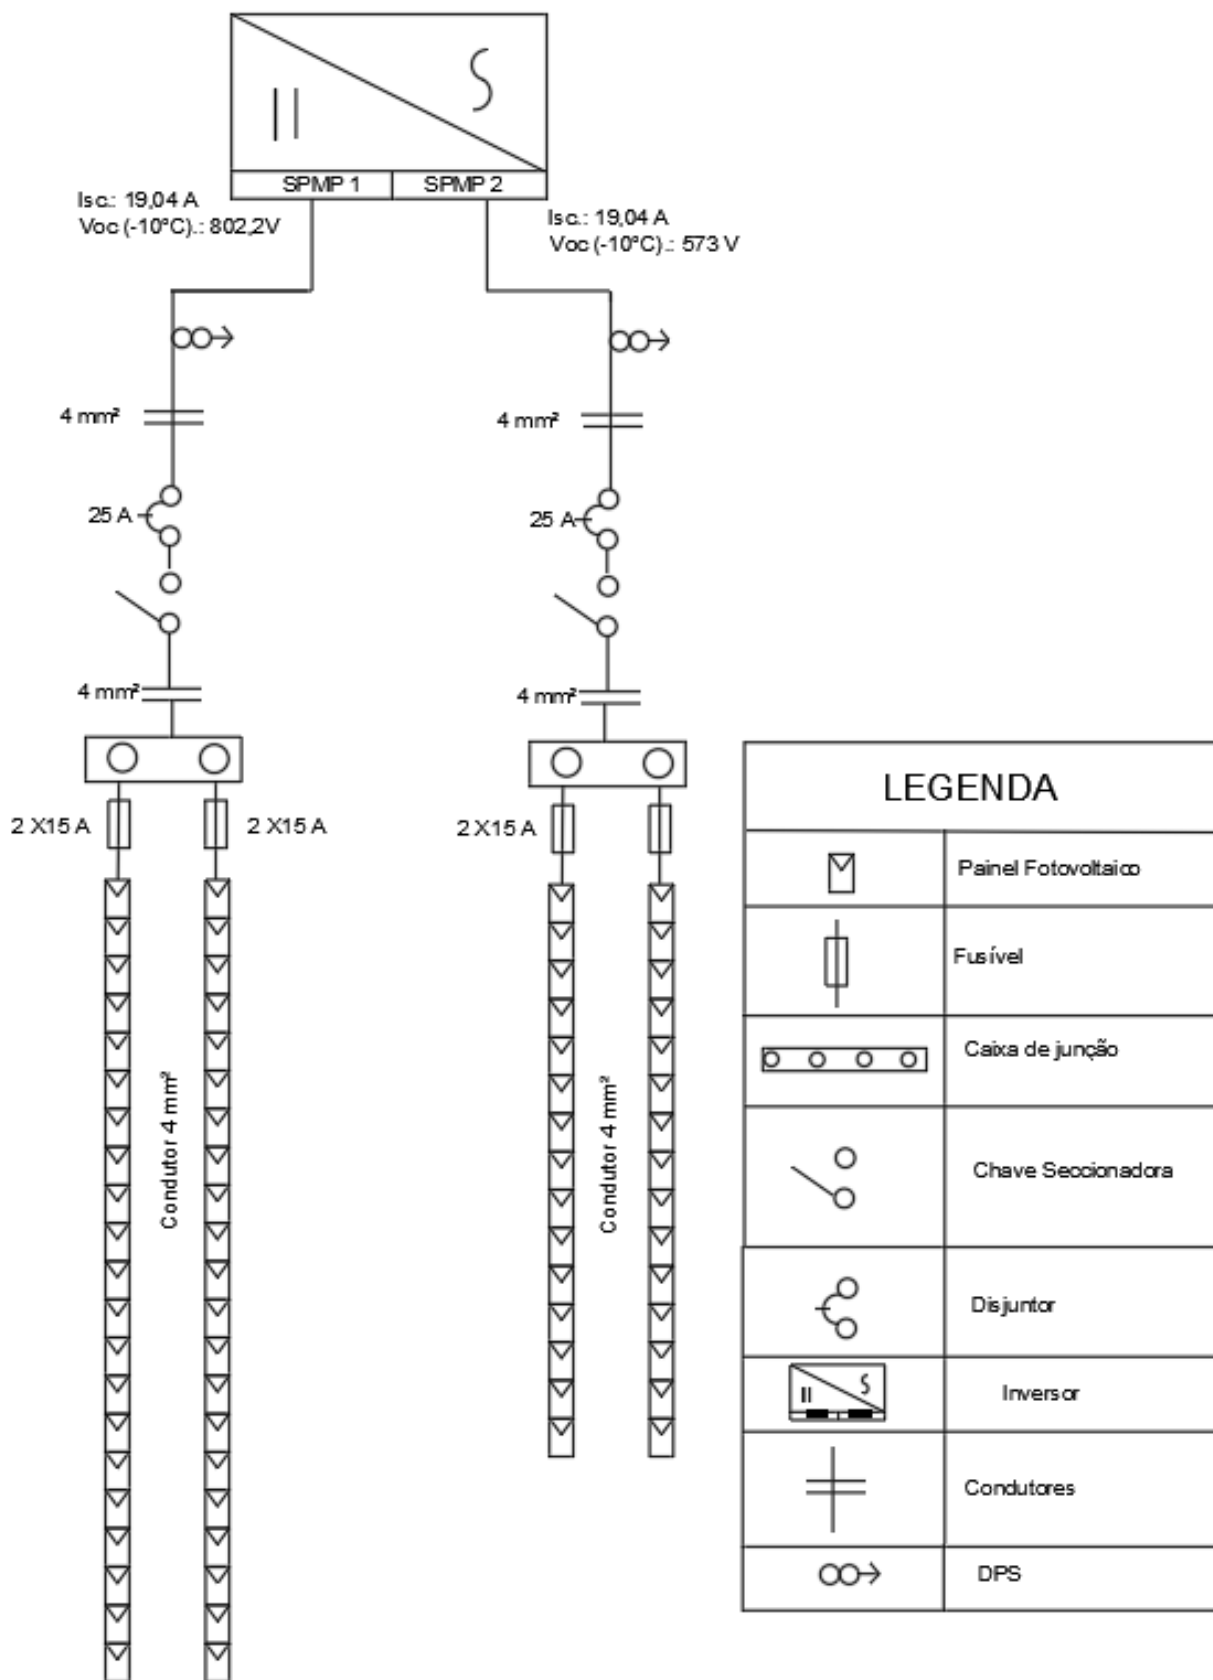 SPMP 1
SPMP 2
Isc.: 19,04 A
Voc (-10°C).: 802,2V
Isc.: 19,04 A
Voc (-10°C).: 573 V
4 mm²
4 mm²
25 A
25 A
4 mm²
4 mm²
2 X15 A
2 X15 A
2 X15 A
Condutor 4 mm²
Condutor 4 mm²
LEGENDA
Painel Fotovoltaico
Fusível
Caixa de junção
Chave Seccionadora
Disjuntor
Inversor
Condutores
DPS